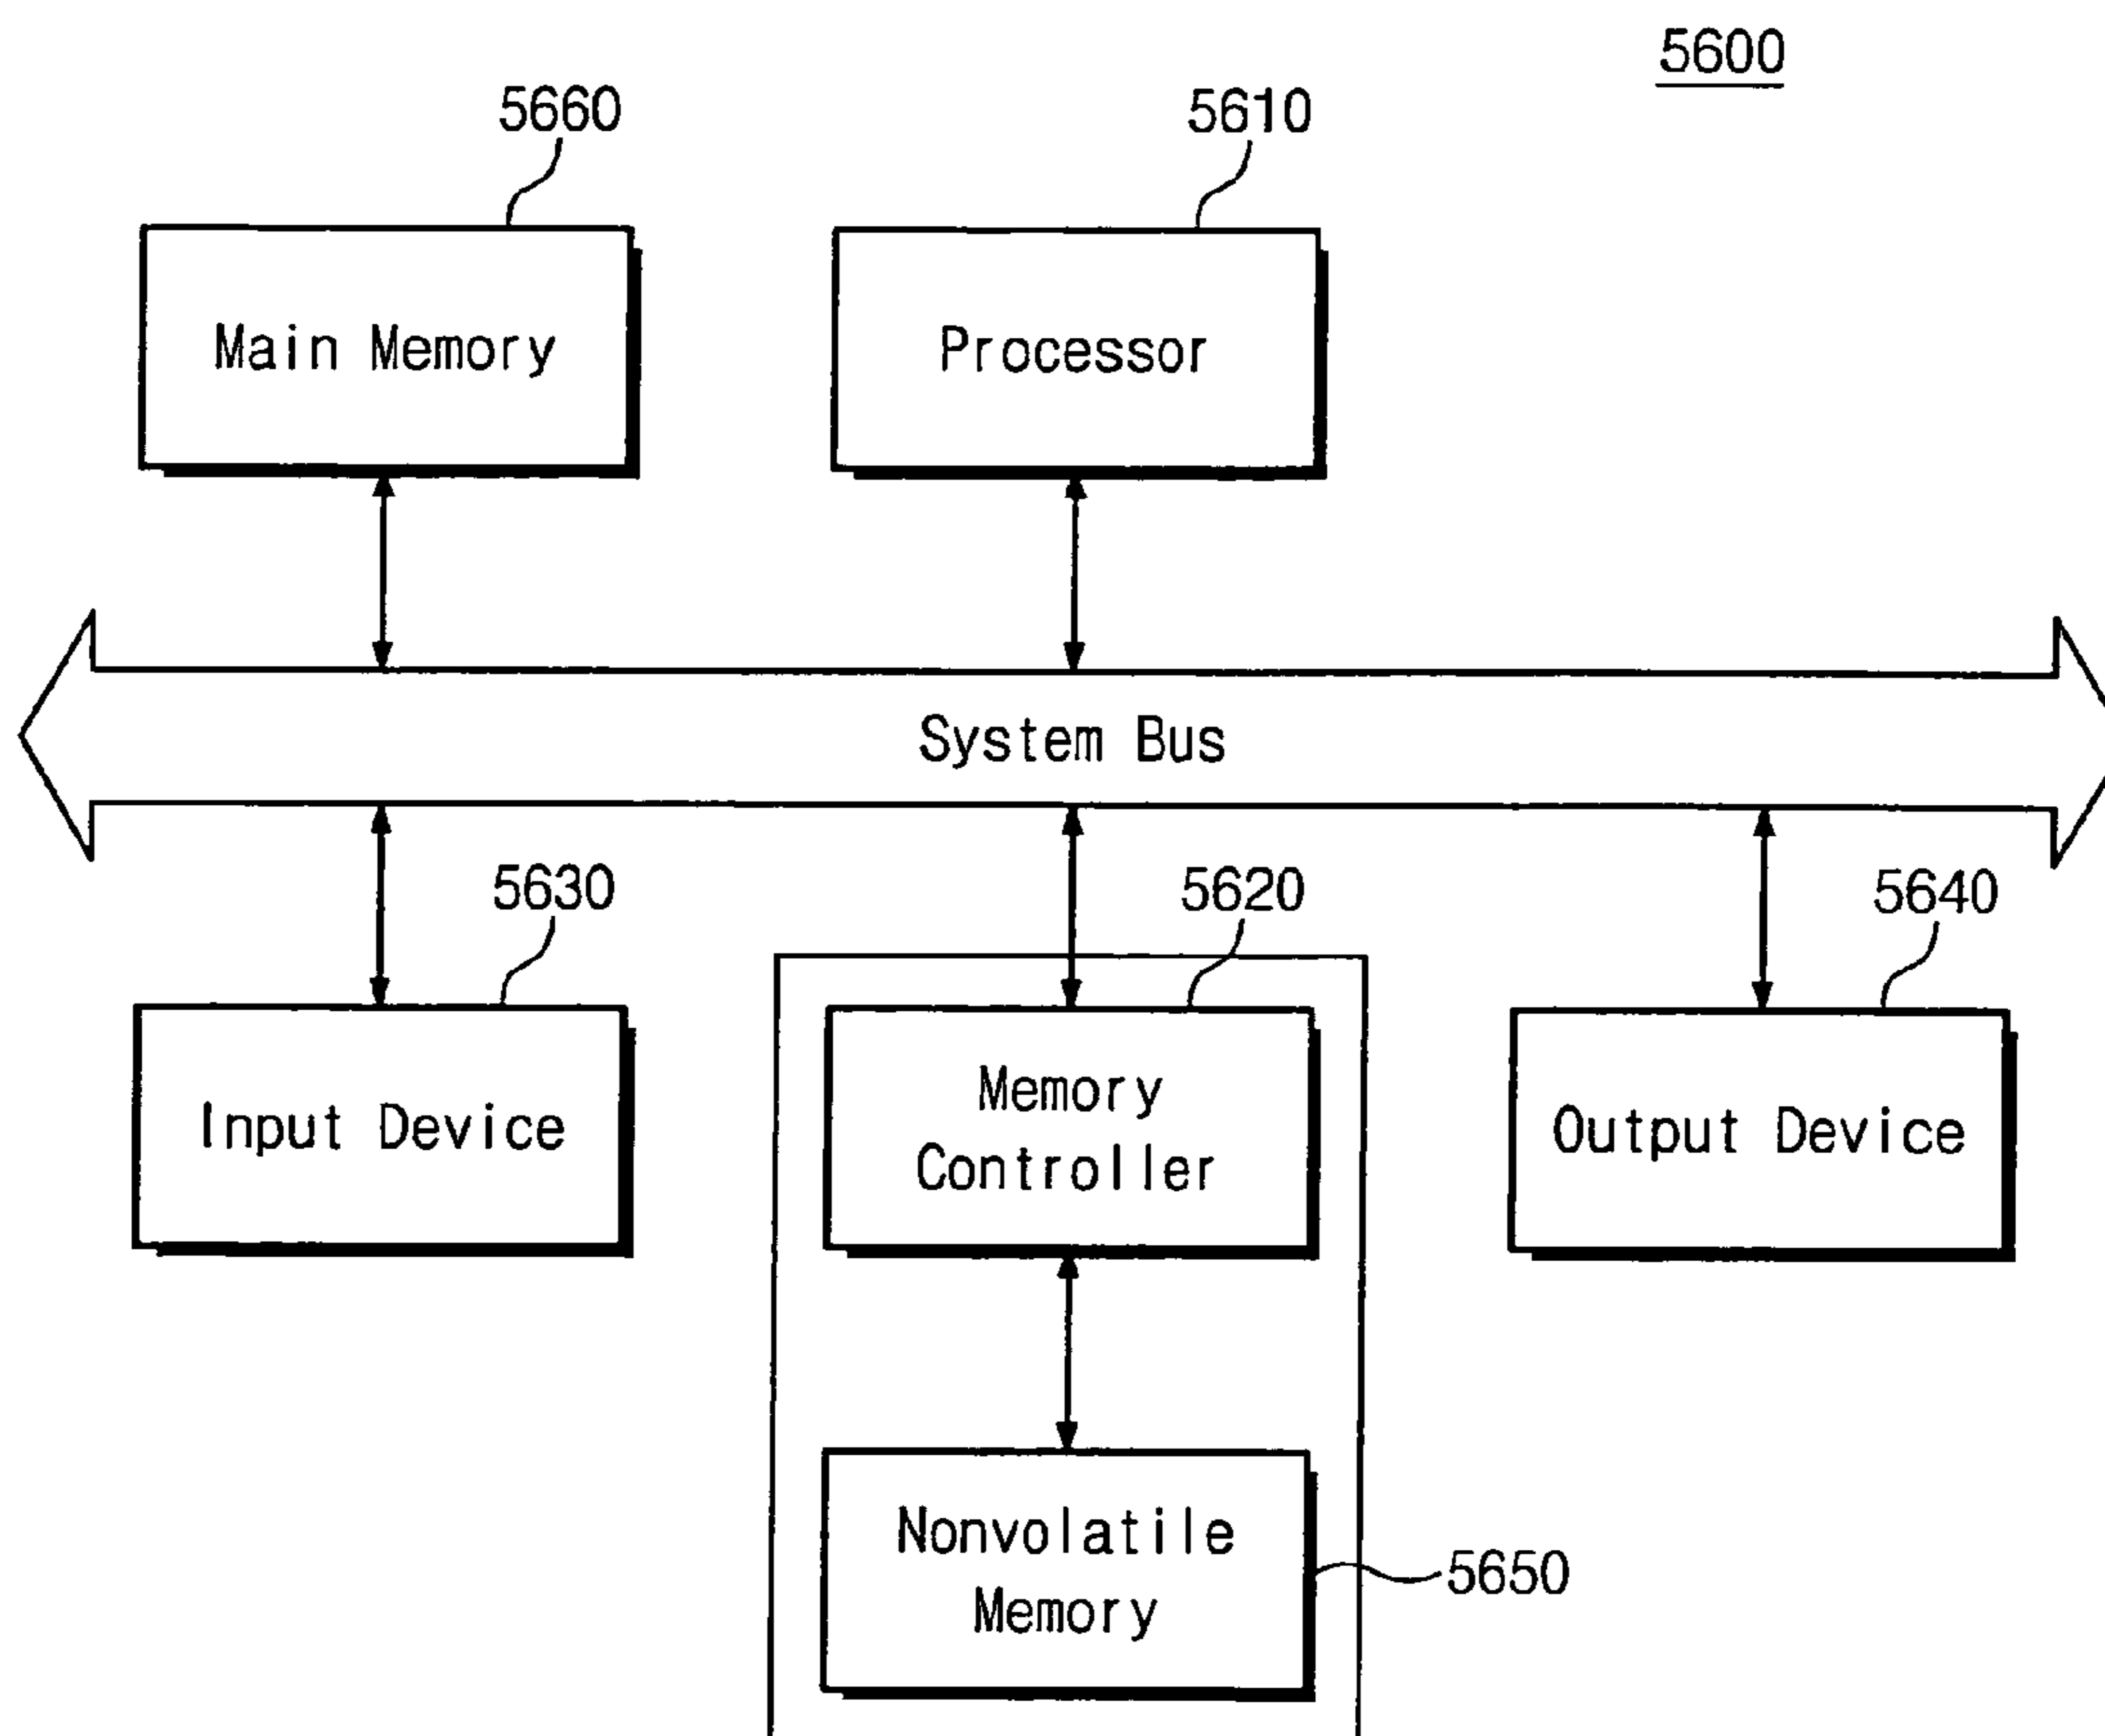 5600
5660
5610
Main Memory
Processor
System Bus
5630
5620
5640
Input Device
Memory
Controller
Output Device
Nonvolatile
Memory
5650